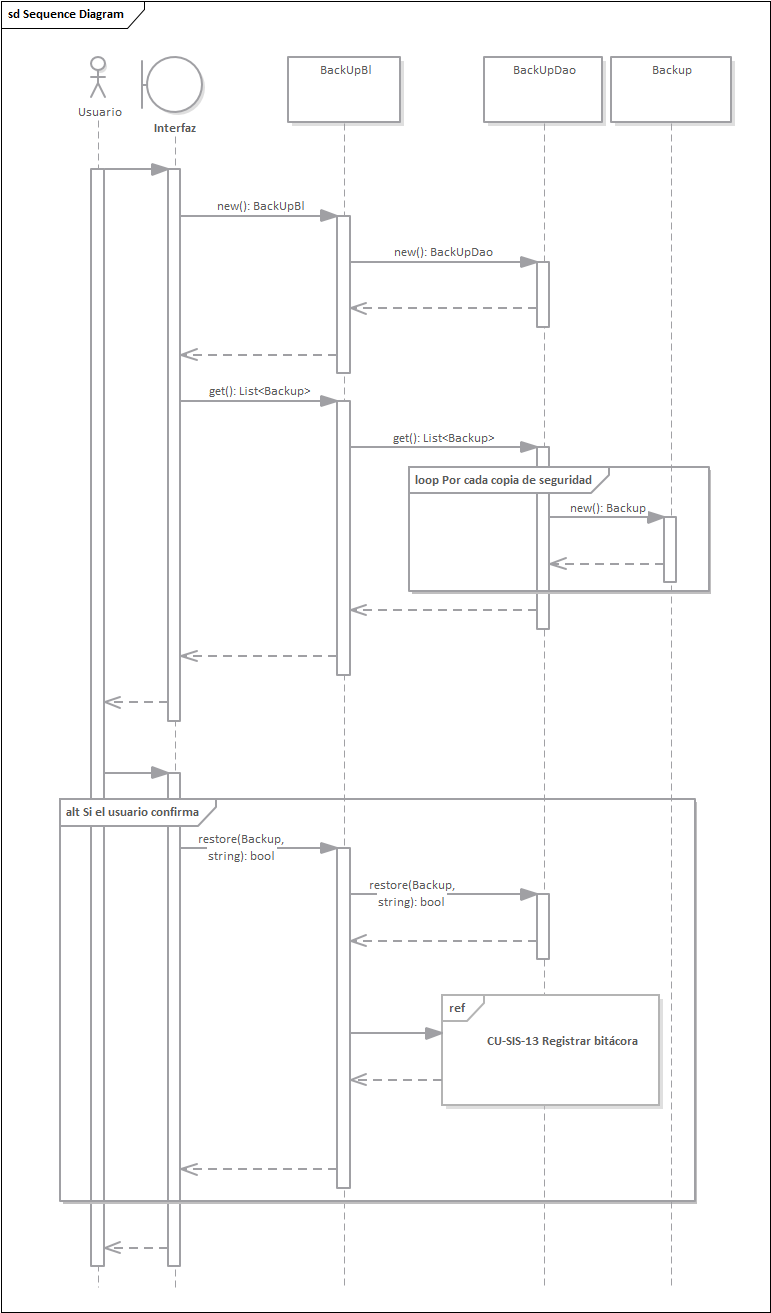 sd Sequence Diagram
Usuario
Interfaz
BackUpBl
BackUpDao
Backup
new(): BackUpBl
new(): BackUpDao
get(): List<Backup>
get(): List<Backup>
loop Por cada copia de seguridad
new(): Backup
alt Si el usuario confirma
restore(Backup,
string): bool
restore(Backup,
string): bool
ref
CU-SIS-13 Registrar bitácora